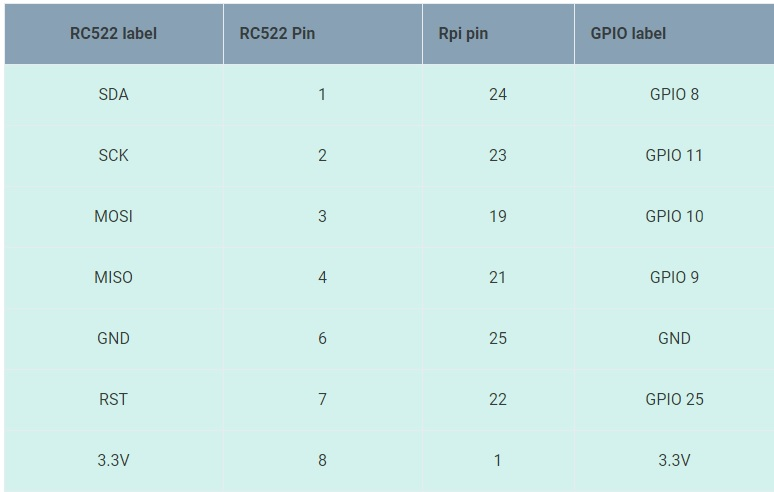 RC522 label RC522 Pin Rpi pin GPIO label
SDA 1 24 GPIO 8
SCK 2 23 GPIO 11
MOSI 3 19 GPIO 10
MISO 4 21 GPIO 9
GND 6 25 GND
RST 7 22 GPIO 25
3.3V 8 1 3.3V